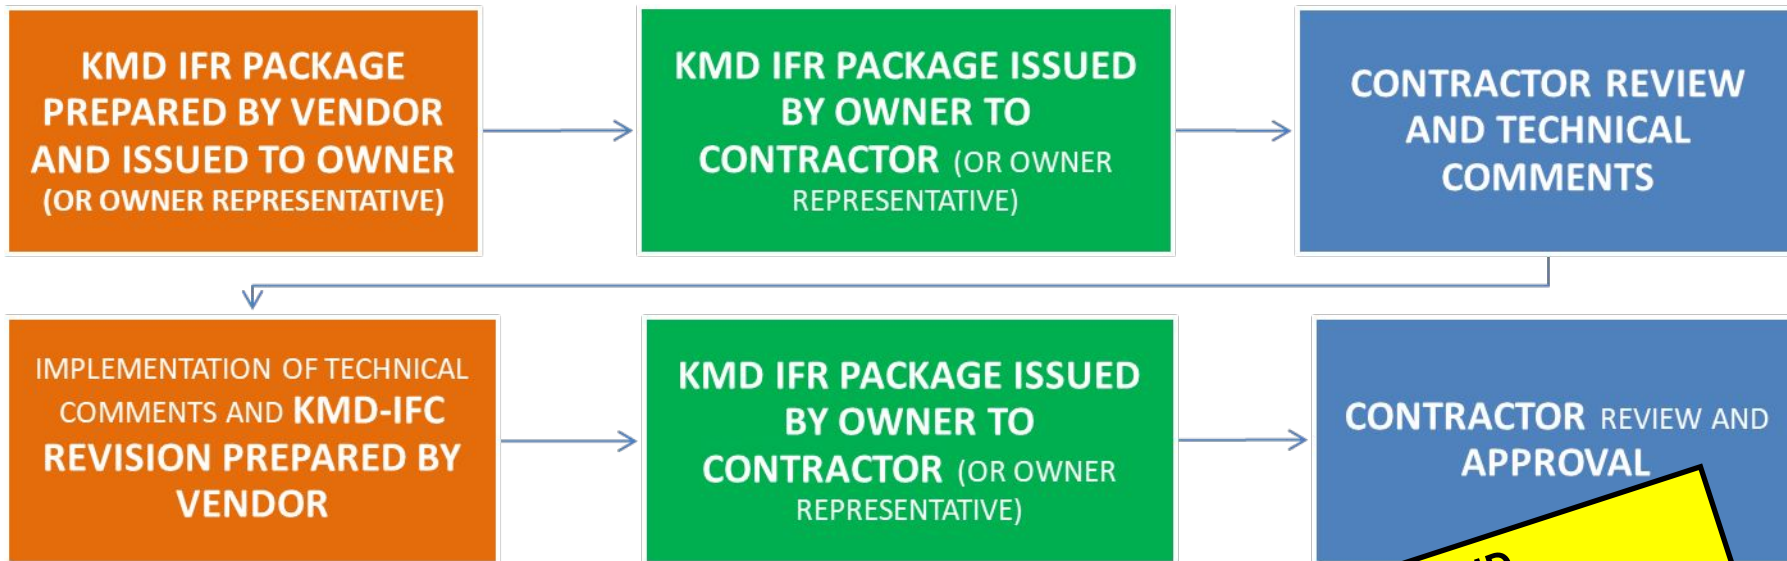 KMD IFR PACKAGE
PREPARED BY VENDOR
AND ISSUED TO OWNER
(OR OWNER REPRESENTATIVE)
KMD IFR PACKAGE ISSUED
BY OWNER TO
CONTRACTOR (OR OWNER
REPRESENTATIVE)
CONTRACTOR REVIEW
AND TECHNICAL
COMMENTS
IMPLEMENTATION OF TECHNICAL
COMMENTS AND KMD-IFC
REVISION PREPARED BY
VENDOR
KMD IFR PACKAGE ISSUED
BY OWNER TO
CONTRACTOR (OR OWNER
REPRESENTATIVE)
CONTRACTOR REVIEW AND
APPROVAL